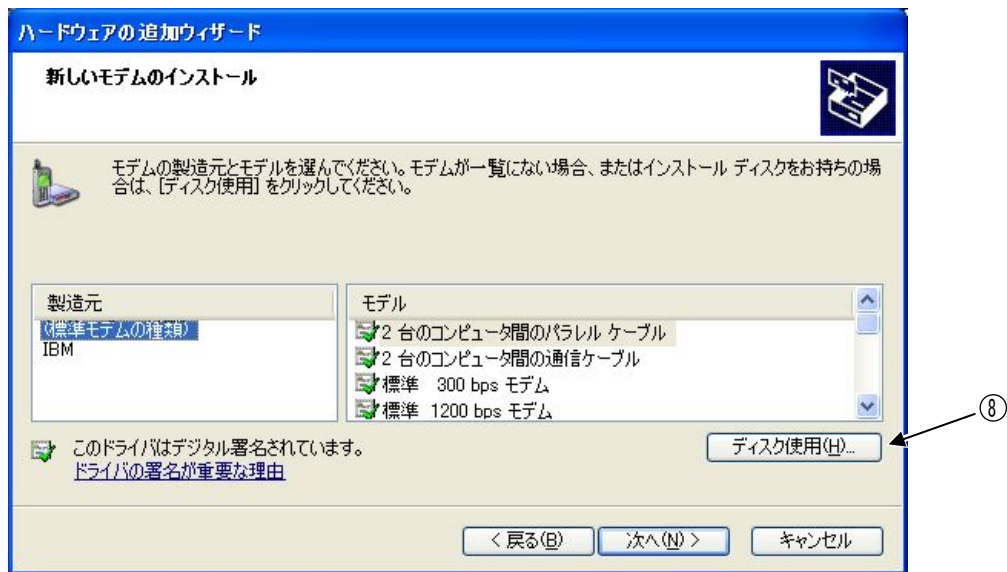 ハードウェアの追加ウィザード
新しいモデムのインストール
モデムの製造元とモデルを選んでください。モデムが一覧にない場合、またはインストール ディスクをお持ちの場
合は、[ディスク使用] をクリックしてください。
製造元
(標準モデムの種類)
IBM
モデル
2 台のコンピュータ間のパラレル ケーブル
2 台のコンピュータ間の通信ケーブル
標準 300 bps モデム
標準 1200 bps モデム
⑧
このドライバはデジタル署名されています。
ディスク使用(H)...
ドライバの署名が重要な理由
< 戻る(B) 次へ(N) > キャンセル